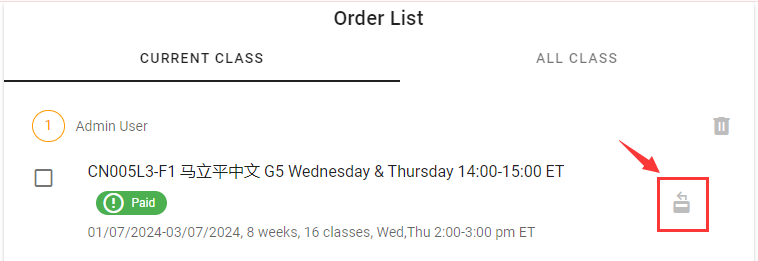 Order List
CURRENT CLASS
ALL CLASS
1 Admin User
CN005L3-F1 马立平中文 G5 Wednesday & Thursday 14:00-15:00 ET
Paid
01/07/2024-03/07/2024, 8 weeks, 16 classes, Wed,Thu 2:00-3:00 pm ET